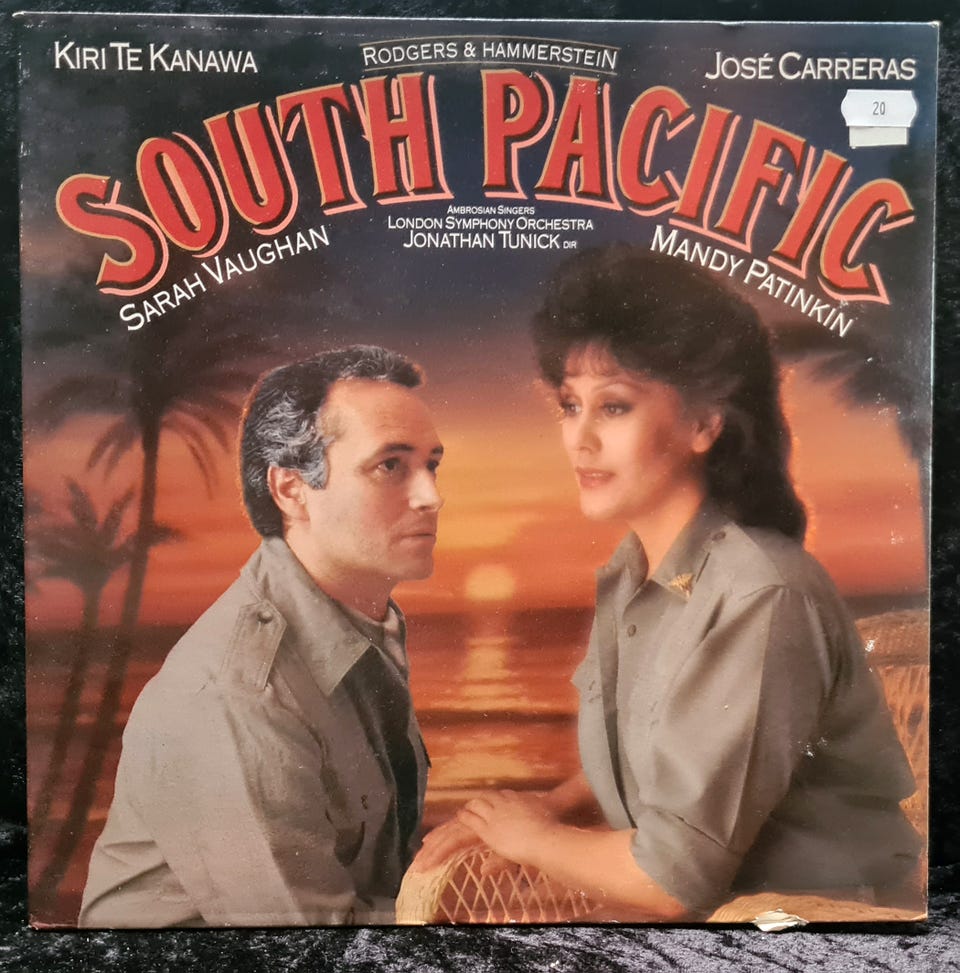 KIRI TE KANAWA
RODGERS & HAMMERSTEIN
JOSÉ CARRERAS
20
SOUTH PACIFIC
AMBROSIAN SINGERS
LONDON SYMPHONY ORCHESTRA
JONATHAN TUNICK DIR
SARAH VAUGHAN
MANDY PATINKIN